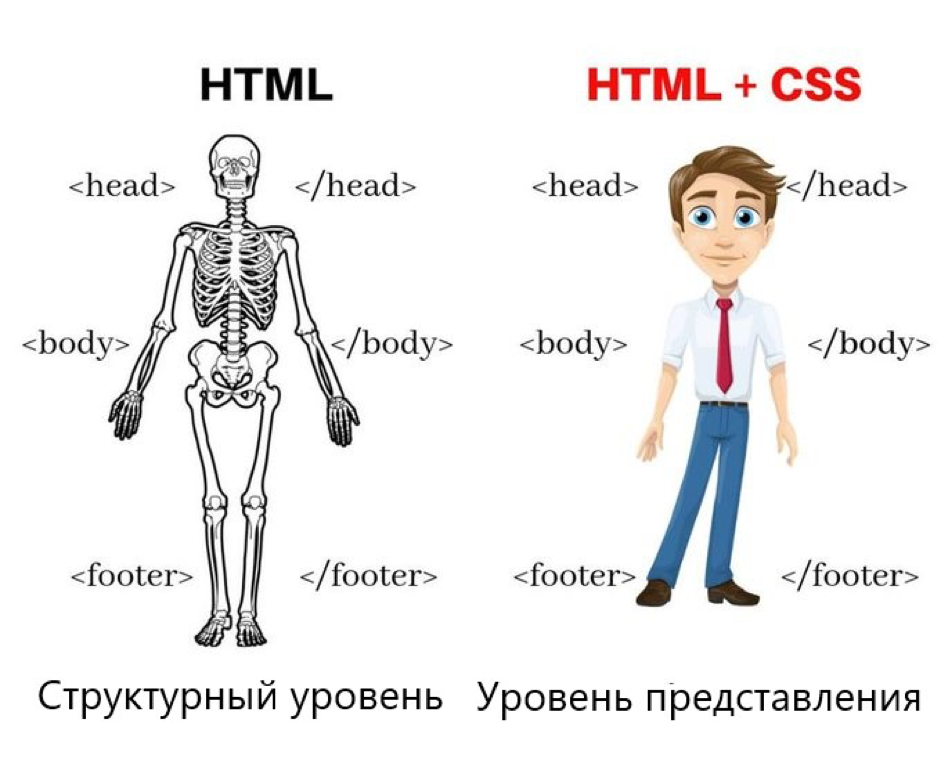 HTML
HTML + CSS
<head> </head>
<head> </head>
<body> </body>
<body> </body>
<footer> </footer>
<footer> </footer>
Структурный уровень
Уровень представления